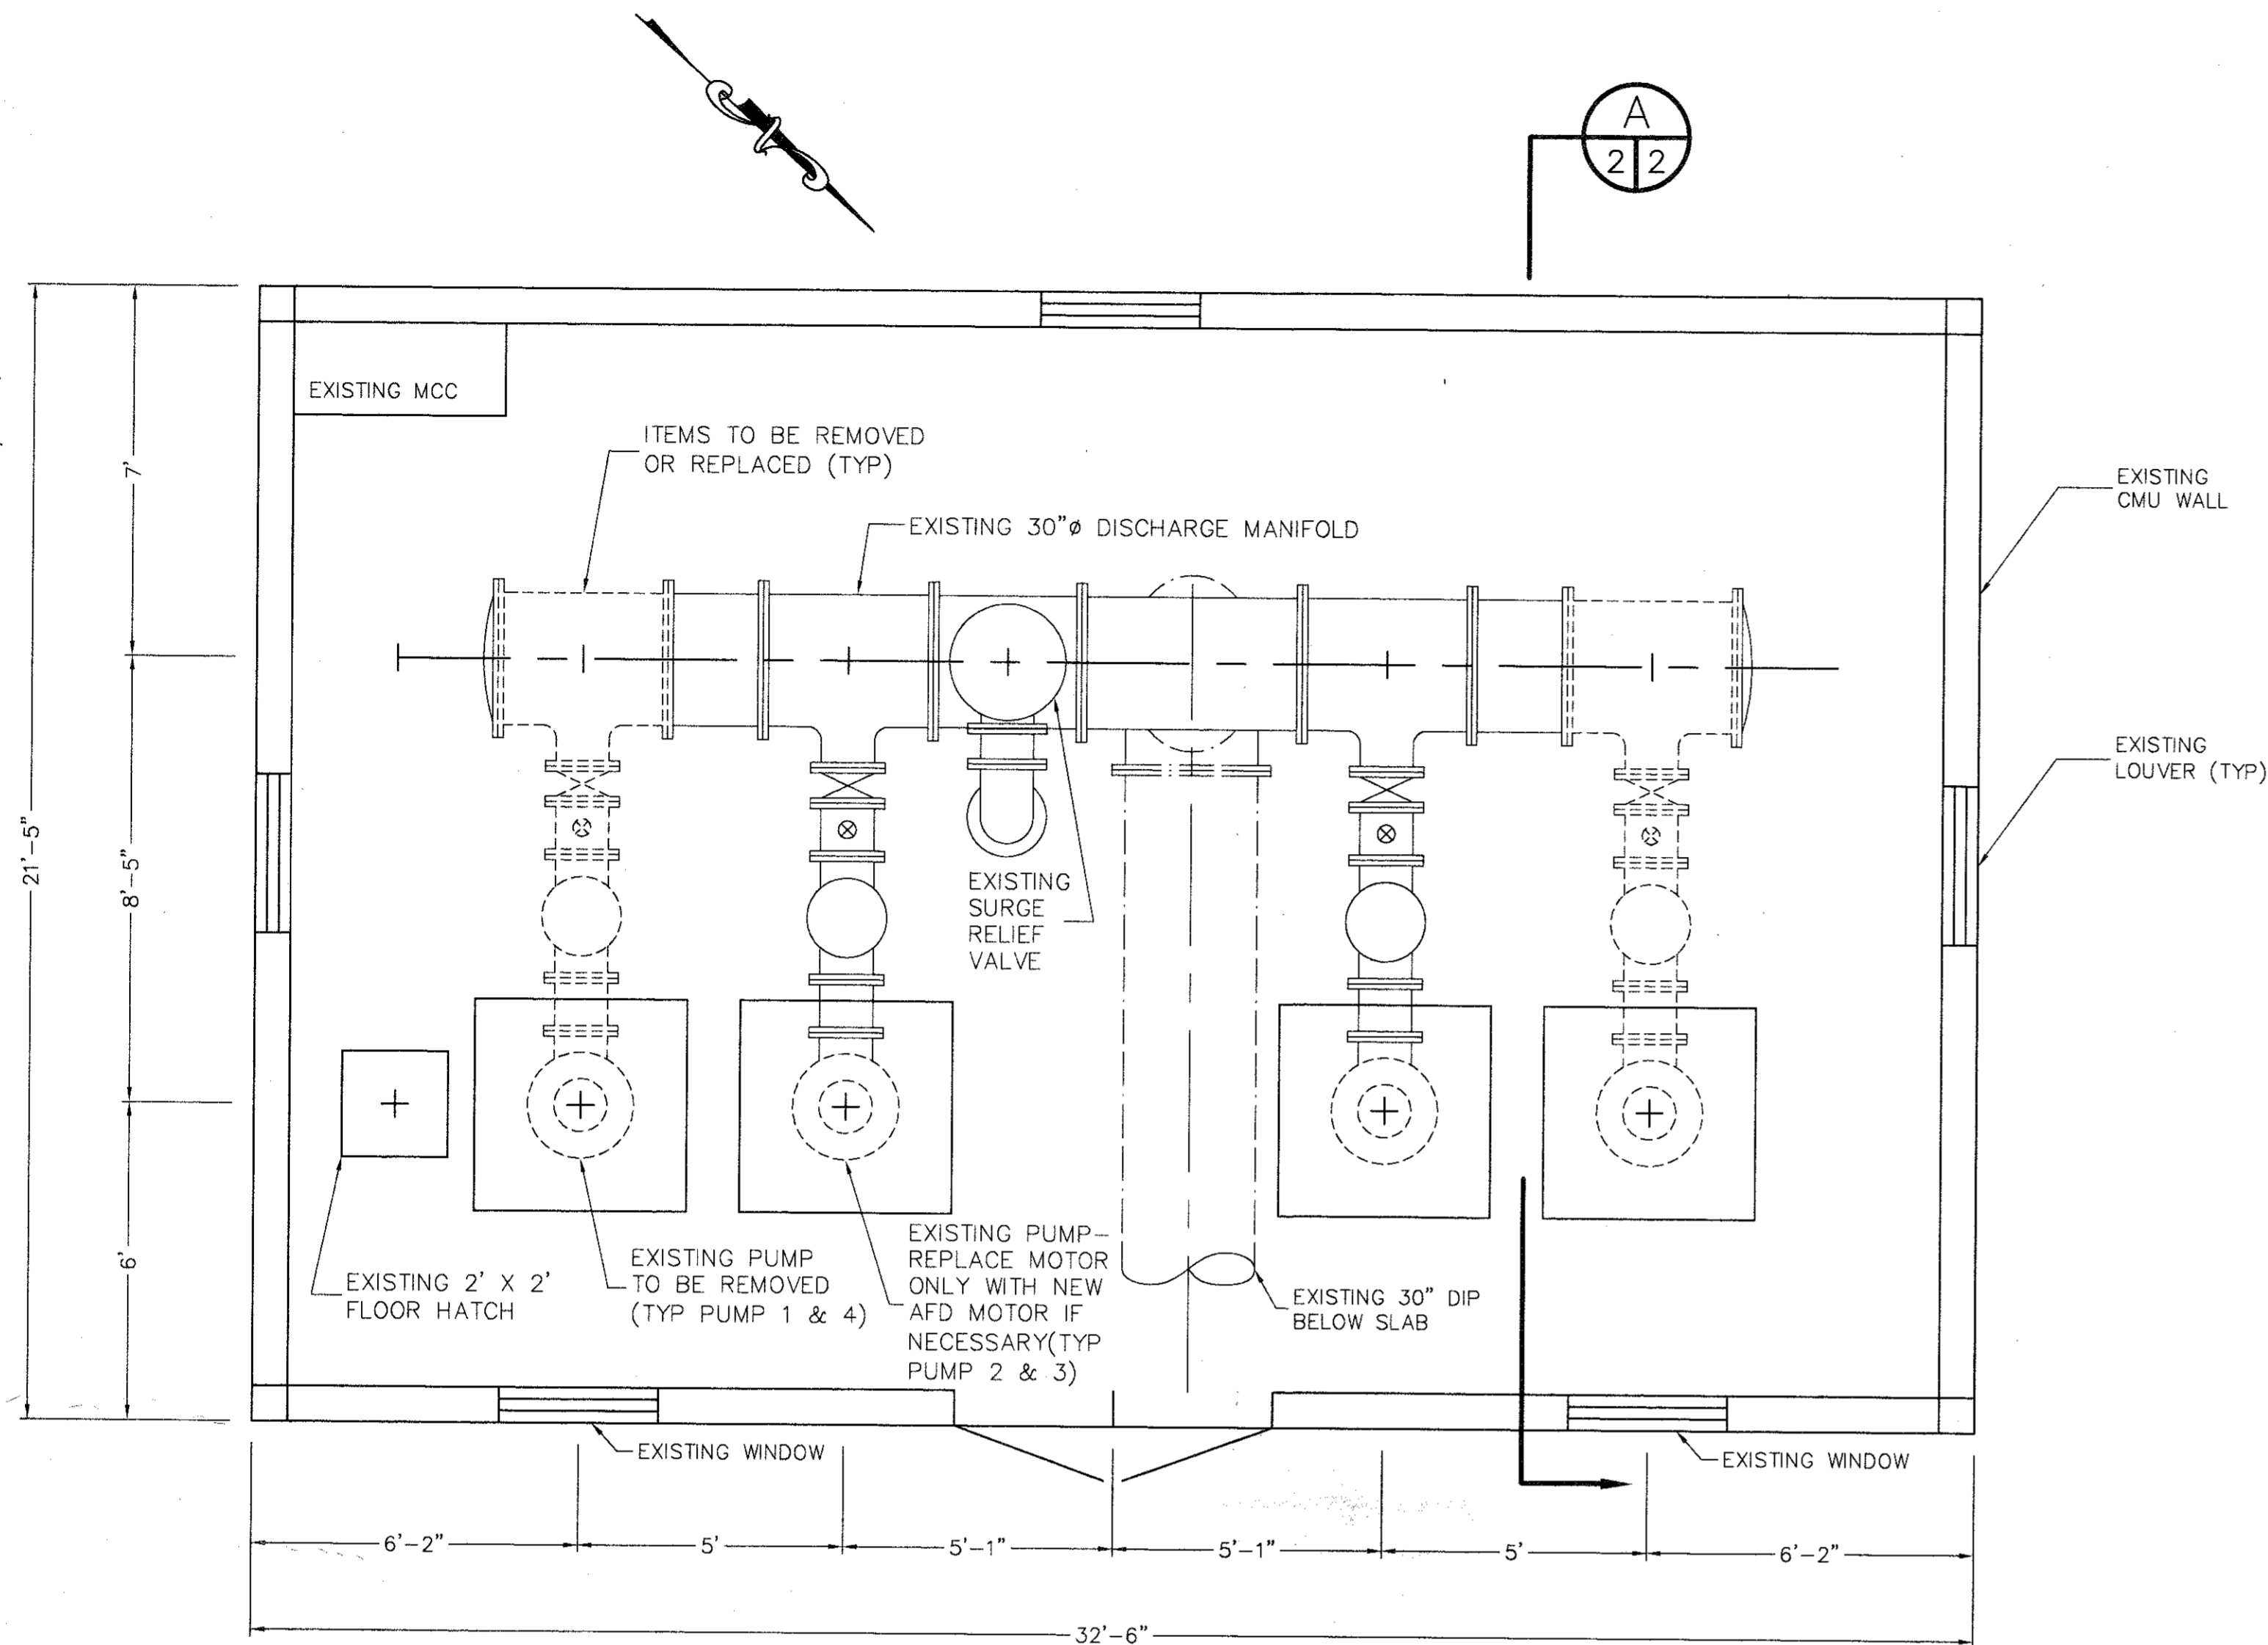 A
2 2
EXISTING MCC
ITEMS TO BE REMOVED
OR REPLACED (TYP)
EXISTING 30"ø DISCHARGE MANIFOLD
EXISTING
CMU WALL
EXISTING
LOUVER (TYP)
7'
21'-5"
8'-5"
6'
EXISTING
SURGE
RELIEF
VALVE
EXISTING 2' X 2'
FLOOR HATCH
EXISTING PUMP
TO BE REMOVED
(TYP PUMP 1 & 4)
EXISTING PUMP-
REPLACE MOTOR
ONLY WITH NEW
AFD MOTOR IF
NECESSARY(TYP
PUMP 2 & 3)
EXISTING 30" DIP
BELOW SLAB
EXISTING WINDOW
EXISTING WINDOW
6'-2"
5'
5'-1"
5'-1"
5'
6'-2"
32'-6"